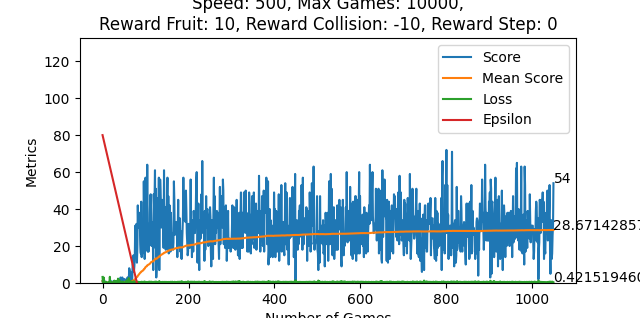 Speed: 500, Max Games: 10000,
Reward Fruit: 10, Reward Collision: -10, Reward Step: 0
Metrics
120
100
80
60
40
20
0
Score
Mean Score
Loss
Epsilon
54
28.67142857
0.421519460
0 200 400 600 800 1000
Number of Games